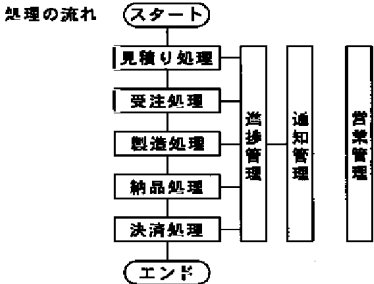 処理の流れ
スタート
見積り処理
受注処理
製造処理
納品処理
決済処理
エンド
進捗管理
通知管理
営業管理